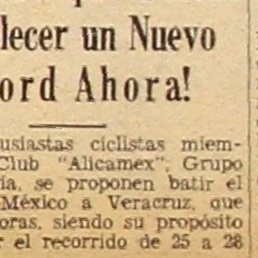 lecer un Nuevo
ord Ahora!
usiastas ciclistas miem-
Club "Alicamex", Grupo
ía, se proponen batir el
-México a Veracruz, que
oras, siendo su propósito
r el recorrido de 25 a 26